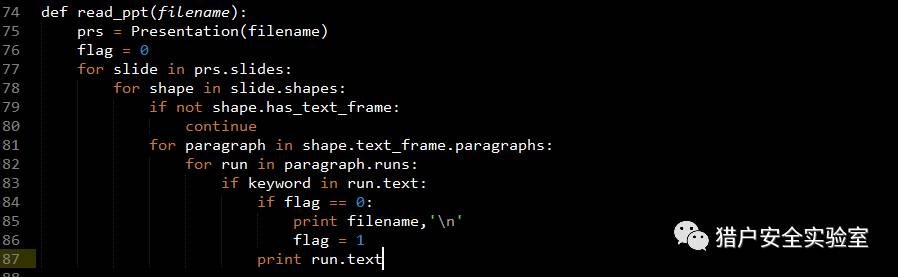 74 def read_ppt(filename):
75     prs = Presentation(filename)
76     flag = 0
77     for slide in prs.slides:
78         for shape in slide.shapes:
79             if not shape.has_text_frame:
80                 continue
81             for paragraph in shape.text_frame.paragraphs:
82                 for run in paragraph.runs:
83                     if keyword in run.text:
84                         if flag == 0:
85                             print filename,'\n'
86                             flag = 1
87                         print run.text
88
猎户安全实验室